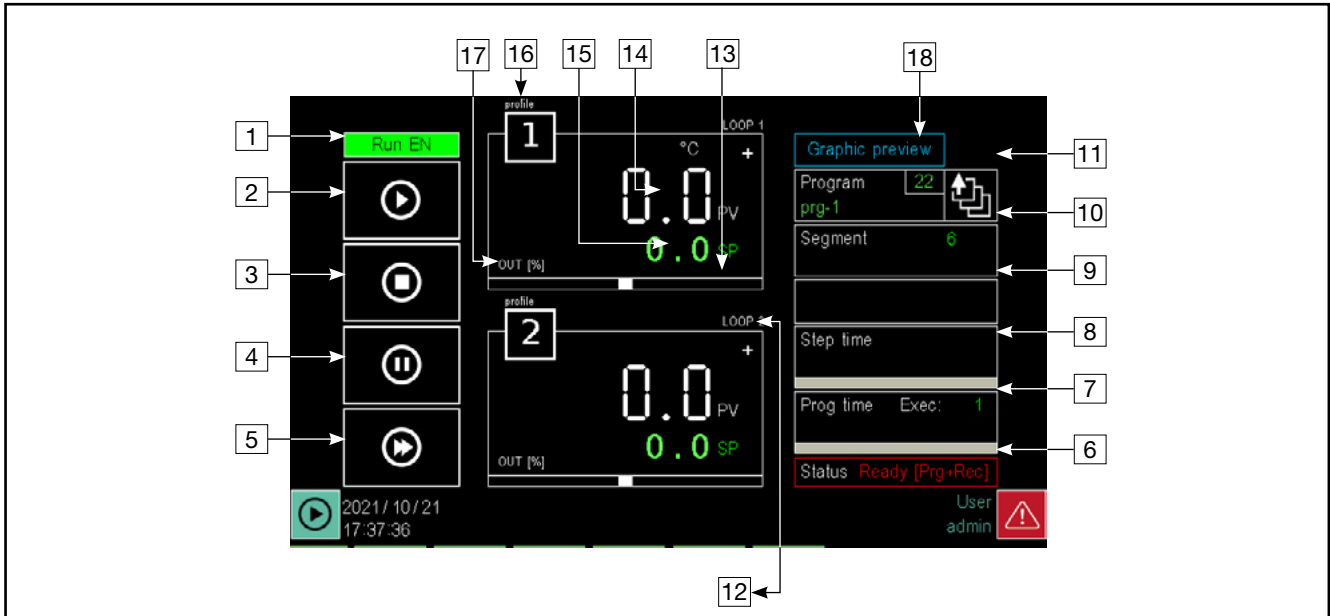 17
16
15
14
13
18
1
2
3
4
5
11
10
9
8
7
6
12
Run EN
profile
1
LOOP 1
°C
+
0.0 PV
0.0 SP
OUT [%]
profile
2
LOOP
+
0.0 PV
0.0 SP
OUT [%]
Graphic preview
Program 22
prg-1
Segment 6
Step time
Prog time Exec: 1
Status Ready [Prg+Rec]
2021/10/21
17:37:36
User
admin